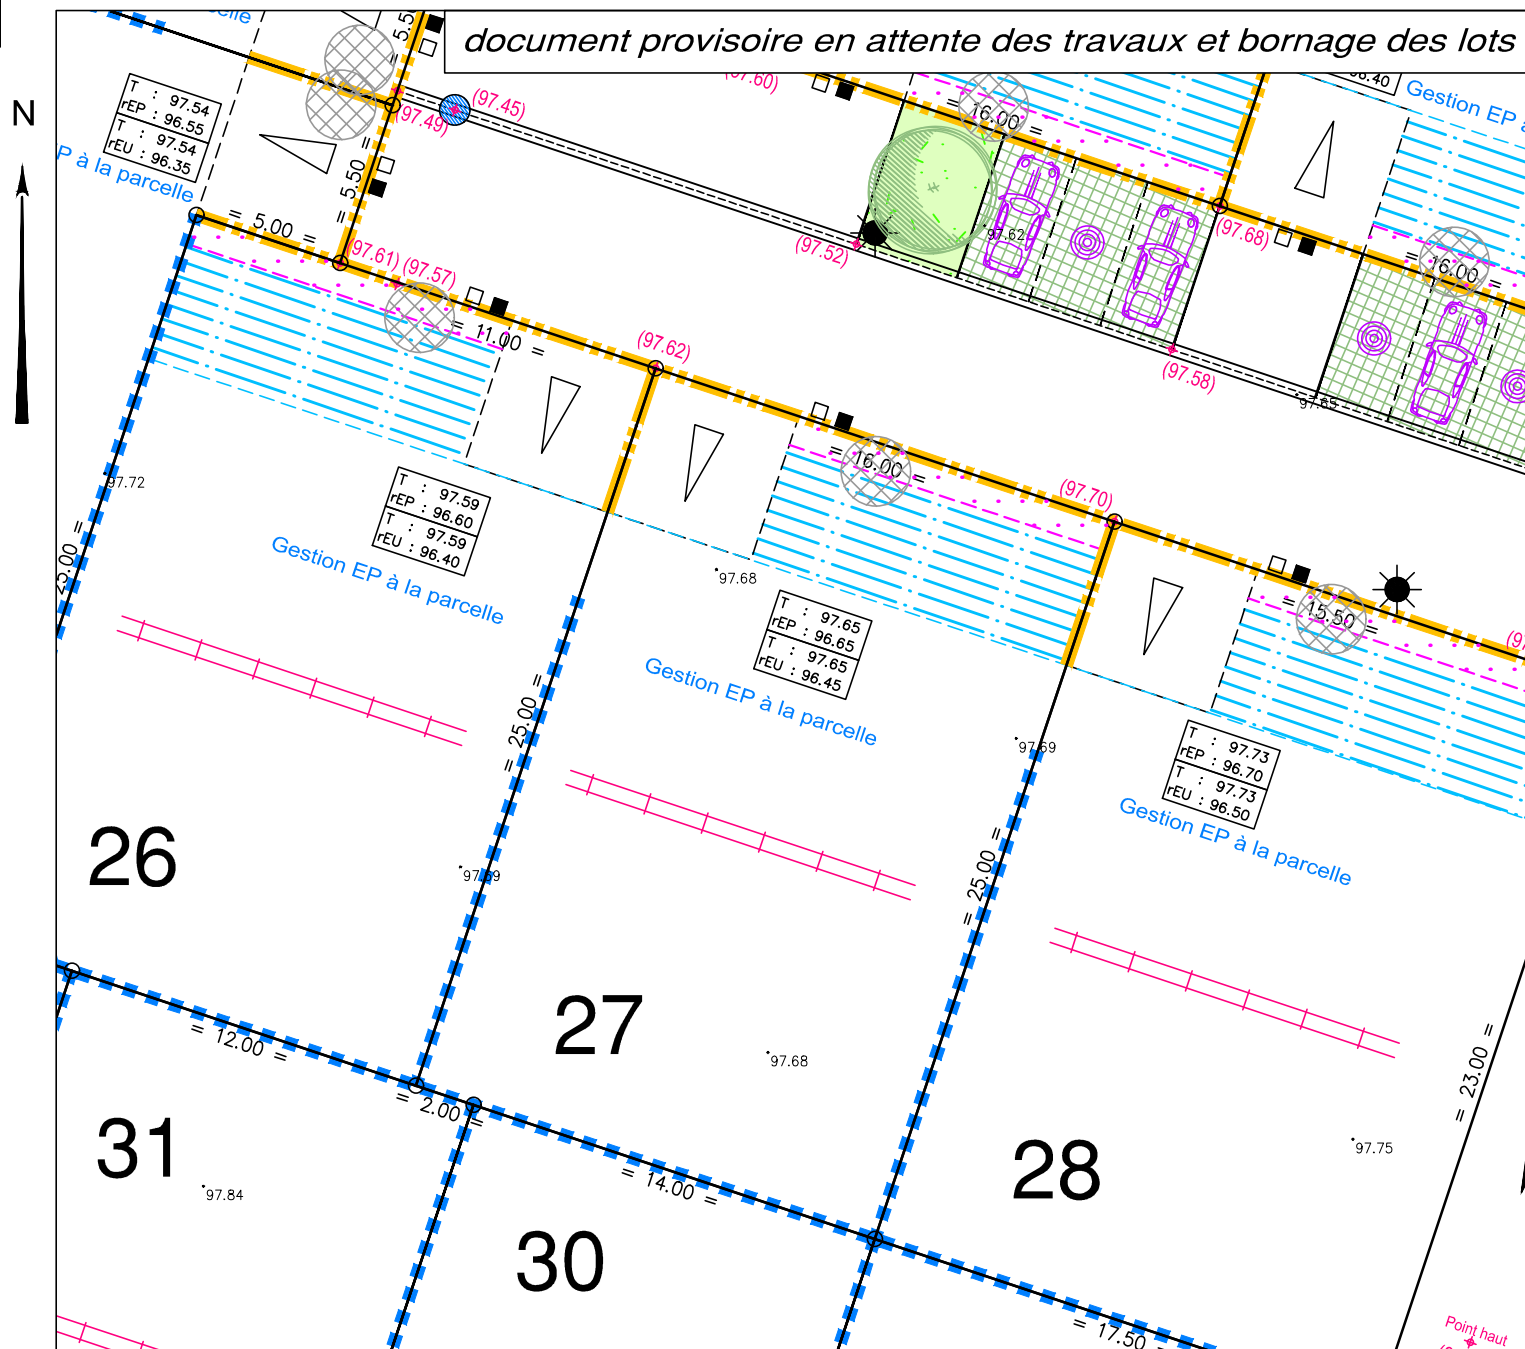 document provisoire en attente des travaux et bornage des lots
N
T : 97.54
rEP : 96.55
T : 97.54
rEU : 96.35
P à la parcelle
= 5.50 =
(97.49)
(97.45)
= 16.00 =
Gestion EP
= 5.00 =
(97.61)
(97.57)
(97.52)
97.62
(97.68)
= 16.00 =
= 11.00 =
(97.62)
(97.58)
97.72
T : 97.59
rEP : 96.60
T : 97.59
rEU : 96.40
Gestion EP à la parcelle
= 16.00 =
(97.70)
97.68
T : 97.65
rEP : 96.65
T : 97.65
rEU : 96.45
Gestion EP à la parcelle
= 15.50 =
= 25.00 =
97.69
T : 97.73
rEP : 96.70
T : 97.73
rEU : 96.50
Gestion EP à la parcelle
26
= 25.00 =
27
= 12.00 =
= 2.00 =
97.68
= 23.00 =
31
97.84
= 14.00 =
28
97.75
30
= 17.50 =
Point haut